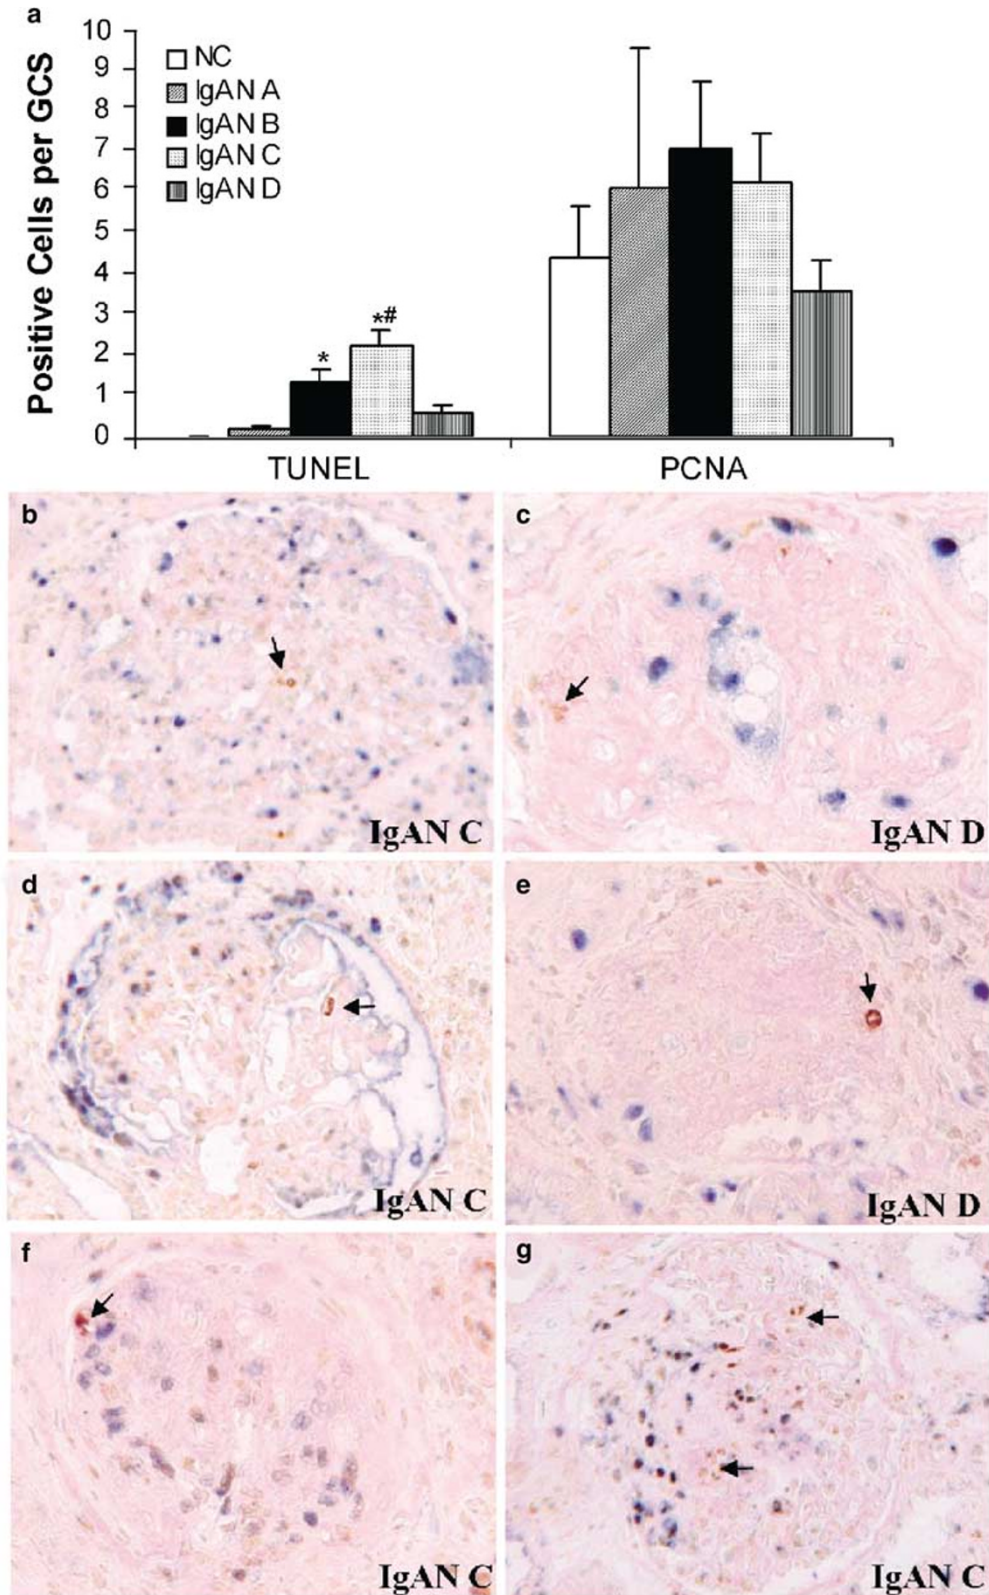 a
Positive Cells per GCS
10
9
8
7
6
5
4
3
2
1
0
NC
IgAN A
IgAN B
IgAN C
IgAN D
*
*#
TUNEL
PCNA
b
IgAN C
c
IgAN D
d
IgAN C
e
IgAN D
f
IgAN C
g
IgAN C